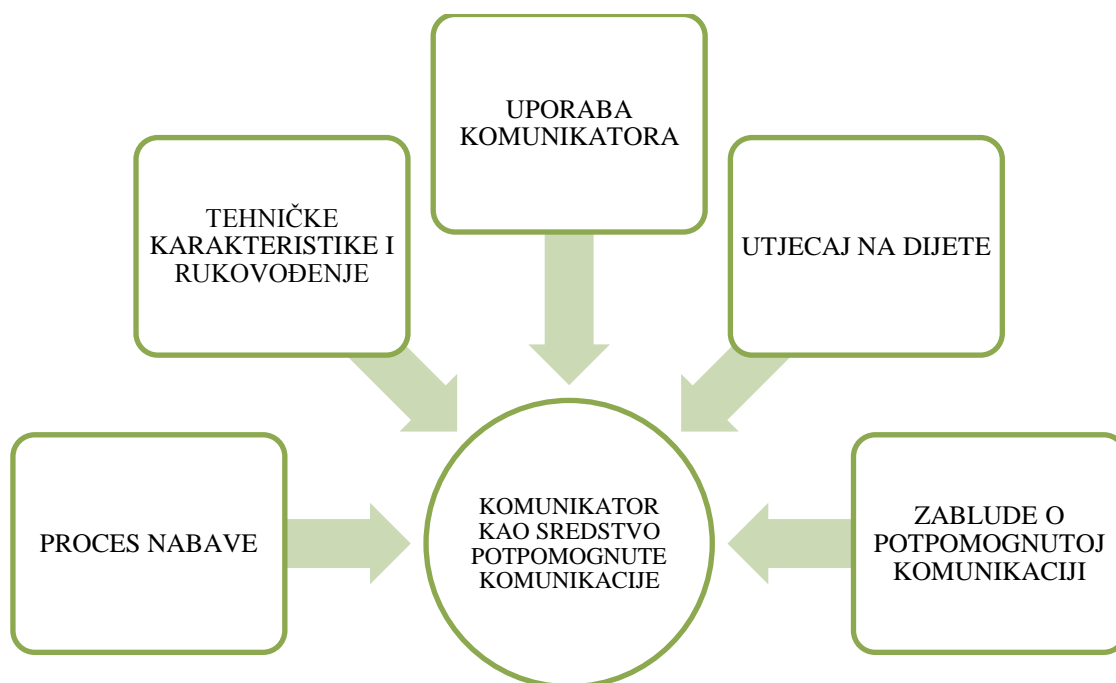 UPORABA
KOMUNIKATORA
TEHNIČKE
KARAKTERISTIKE I
RUKOVOĐENJE
UTJECAJ NA DIJETE
PROCES NABAVE
KOMUNIKATOR
KAO SREDSTVO
POTPOMOGNUTE
KOMUNIKACIJE
ZABLUDE O
POTPOMOGNUTOJ
KOMUNIKACIJI